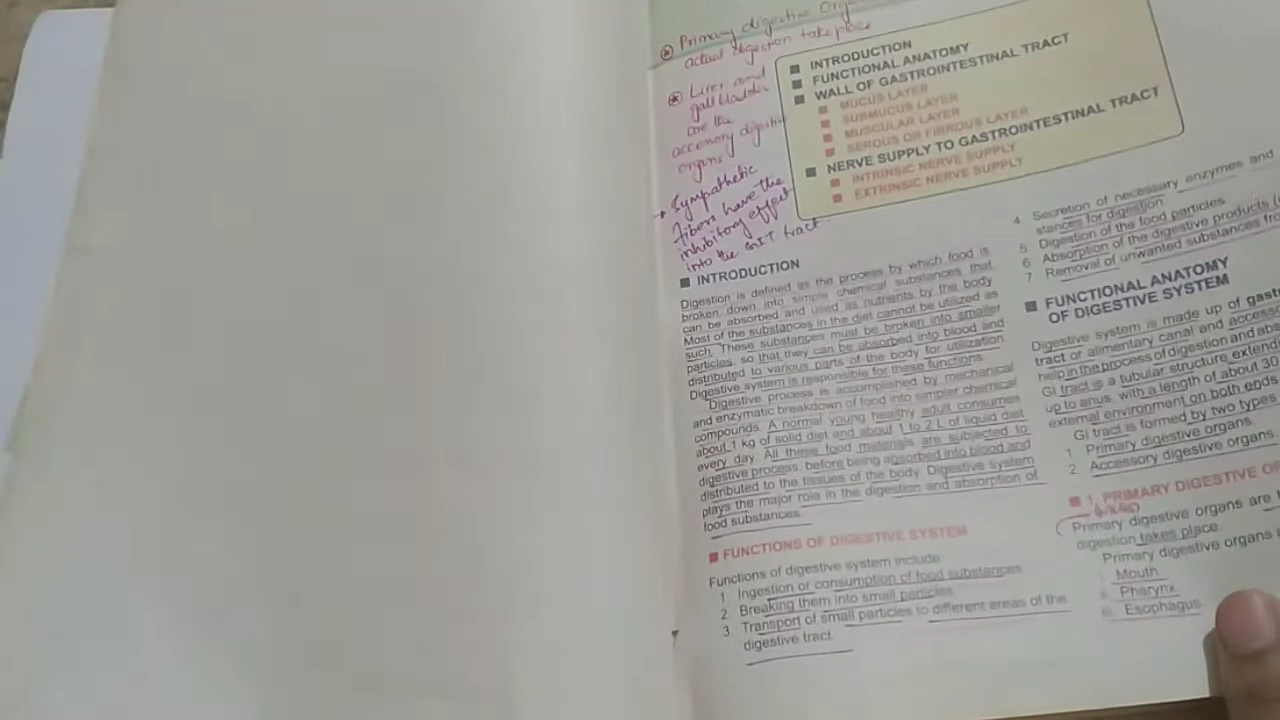 Primary digestive Orga
actual digestion take place
Liver and
gall bladder
are the
accessory digestive
organs
Sympathetic
fibers have the
inhibitory effect
into the GIT tract.
■ INTRODUCTION
■ FUNCTIONAL ANATOMY
■ WALL OF GASTROINTESTINAL TRACT
■ MUCUS LAYER
■ SUBMUCUS LAYER
■ MUSCULAR LAYER
■ SEROUS OR FIBROUS LAYER
■ NERVE SUPPLY TO GASTROINTESTINAL TRACT
■ INTRINSIC NERVE SUPPLY
■ EXTRINSIC NERVE SUPPLY
■ INTRODUCTION
Digestion is defined as the process by which food is
broken down into simple chemical substances that
can be absorbed and used as nutrients by the body
Most of the substances in the diet cannot be utilized as
such. These substances must be broken into smaller
particles, so that they can be absorbed into blood and
distributed to various parts of the body for utilization.
Digestive system is responsible for these functions.
Digestive process is accomplished by mechanical
and enzymatic breakdown of food into simpler chemical
compounds. A normal young healthy adult consumes
about 1 kg of solid diet and about 1 to 2 L of liquid diet
every day. All these food materials are subjected to
digestive process, before being absorbed into blood and
distributed to the tissues of the body. Digestive system
plays the major role in the digestion and absorption of
food substances.
■ FUNCTIONS OF DIGESTIVE SYSTEM
Functions of digestive system include:
1. Ingestion or consumption of food substances
2. Breaking them into small particles
3. Transport of small particles to different areas of the
digestive tract.
4. Secretion of necessary enzymes and
stances for digestion
5. Digestion of the food particles
6. Absorption of the digestive products (
7. Removal of unwanted substances fro
■ FUNCTIONAL ANATOMY
OF DIGESTIVE SYSTEM
Digestive system is made up of gastr
tract or alimentary canal and access
help in the process of digestion and abs
GI tract is a tubular structure extend
up to anus, with a length of about 30
external environment on both ends
GI tract is formed by two types
1. Primary digestive organs
2. Accessory digestive organs
■ 1. PRIMARY DIGESTIVE OR
Primary digestive organs are t
digestion takes place.
Primary digestive organs
i. Mouth
ii. Pharynx
iii. Esophagus